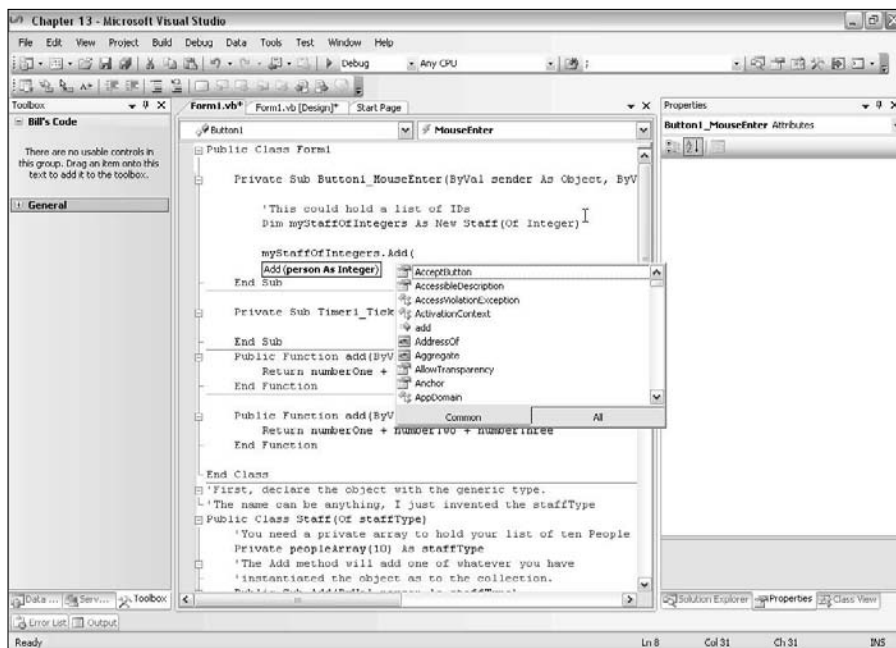 Chapter 13 - Microsoft Visual Studio
File Edit View Project Build Debug Data Tools Test Window Help
Debug Any CPU
Toolbox
Bill's Code
There are no usable controls in
this group. Drag an item onto this
text to add it to the toolbox.
General
Form1.vb* Form1.vb [Design]* Start Page
Button1 MouseEnter
Public Class Form1
Private Sub Button1_MouseEnter(ByVal sender As Object, ByV
'This could hold a list of IDs
Dim myStaffOfIntegers As New Staff(Of Integer)
myStaffOfIntegers.Add(
Add (person As Integer)
End Sub
Private Sub Timer1_Tick
End Sub
Public Function add(ByV
Return numberOne +
End Function
Public Function add(ByV
Return numberOne + numberTwo + numberThree
End Function
End Class
'First, declare the object with the generic type.
'The name can be anything, I just invented the staffType
Public Class Staff(Of staffType)
'You need a private array to hold your list of ten People
Private peopleArray(10) As staffType
'The Add method will add one of whatever you have
'instantiated the object as to the collection.
Public Sub Add(ByVal person As staffType)
AcceptButton
AccessibleDescription
AccessViolationException
ActivationContext
add
AddressOf
Aggregate
AllowTransparency
Anchor
AppDomain
Common All
Properties
Button1_MouseEnter Attributes
Data ... Serv... Toolbox
Solution Explorer Properties Class View
Error List Output
Ready Ln 8 Col 31 Ch 31 INS